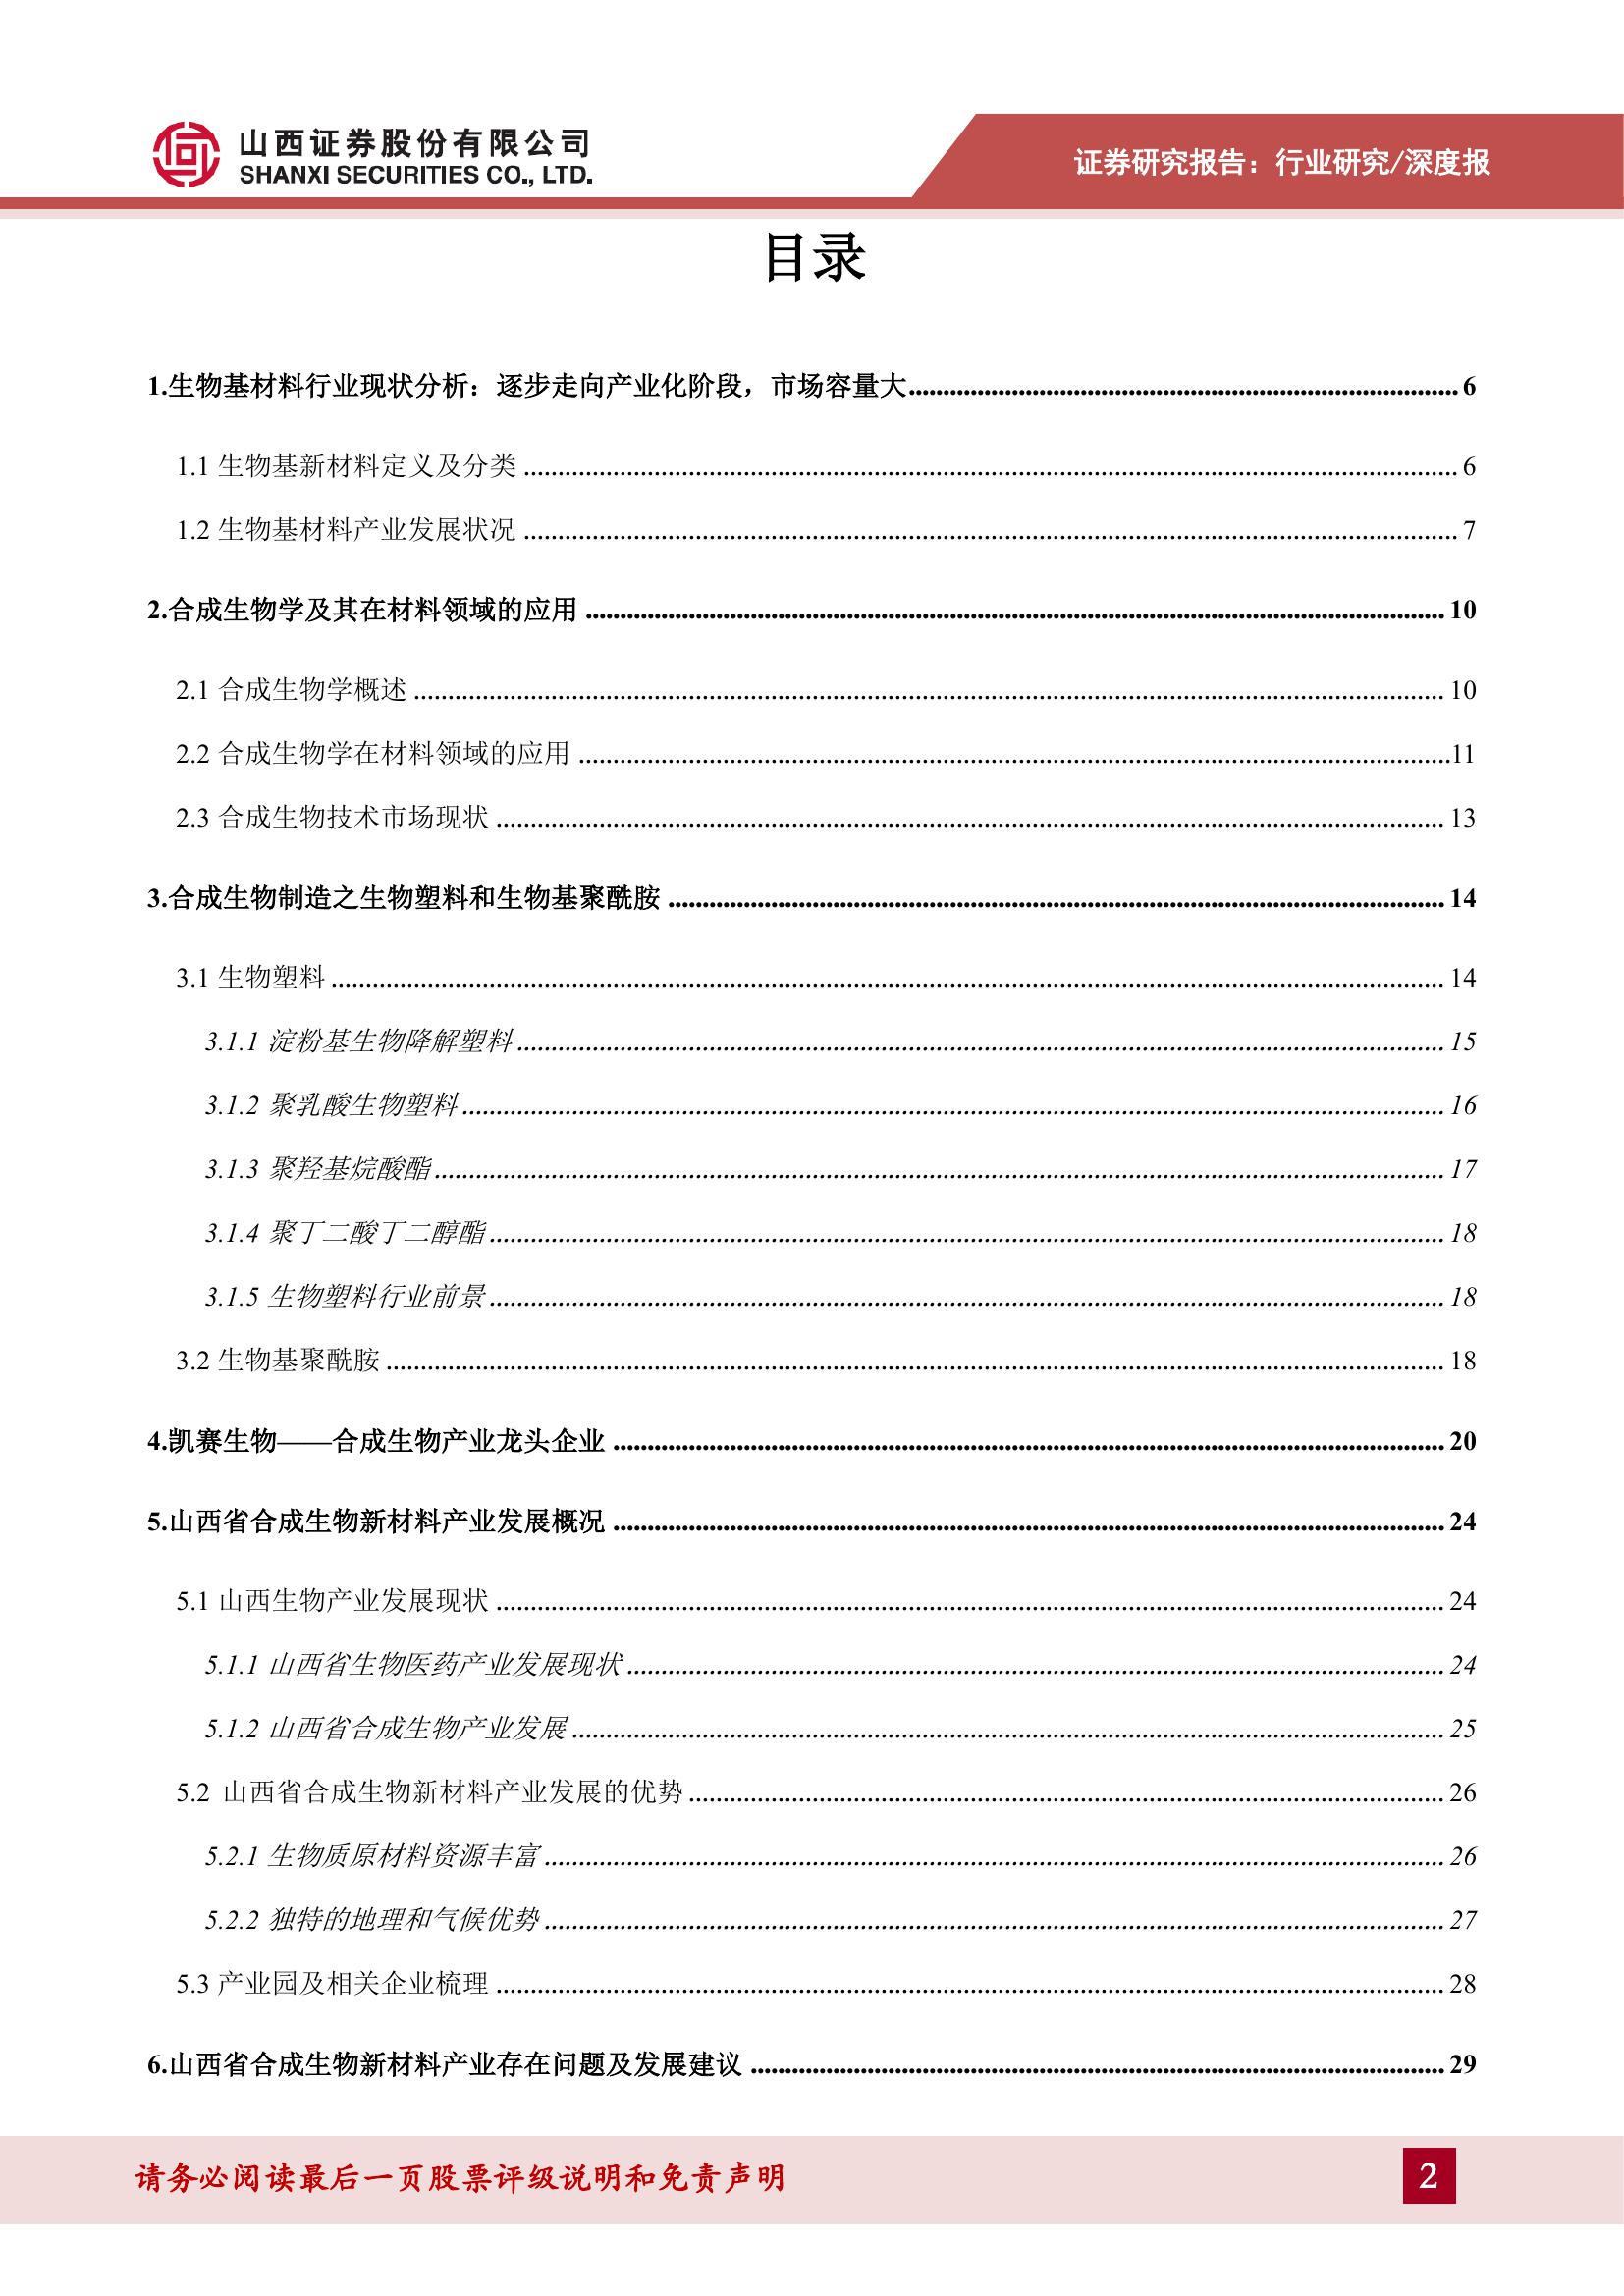 山西证券股份有限公司
SHANXI SECURITIES CO., LTD.
证券研究报告：行业研究/深度报
目录
1.生物基材料行业现状分析：逐步走向产业化阶段，市场容量大 6
1.1 生物基新材料定义及分类 6
1.2 生物基材料产业发展状况 7
2.合成生物学及其在材料领域的应用 10
2.1 合成生物学概述 10
2.2 合成生物学在材料领域的应用 11
2.3 合成生物技术市场现状 13
3.合成生物制造之生物塑料和生物基聚酰胺 14
3.1 生物塑料 14
3.1.1 淀粉基生物降解塑料 15
3.1.2 聚乳酸生物塑料 16
3.1.3 聚羟基烷酸酯 17
3.1.4 聚丁二酸丁二醇酯 18
3.1.5 生物塑料行业前景 18
3.2 生物基聚酰胺 18
4.凯赛生物——合成生物产业龙头企业 20
5.山西省合成生物新材料产业发展概况 24
5.1 山西生物产业发展现状 24
5.1.1 山西省生物医药产业发展现状 24
5.1.2 山西省合成生物产业发展 25
5.2 山西省合成生物新材料产业发展的优势 26
5.2.1 生物质原材料资源丰富 26
5.2.2 独特的地理和气候优势 27
5.3 产业园及相关企业梳理 28
6.山西省合成生物新材料产业存在问题及发展建议 29
请务必阅读最后一页股票评级说明和免责声明
2